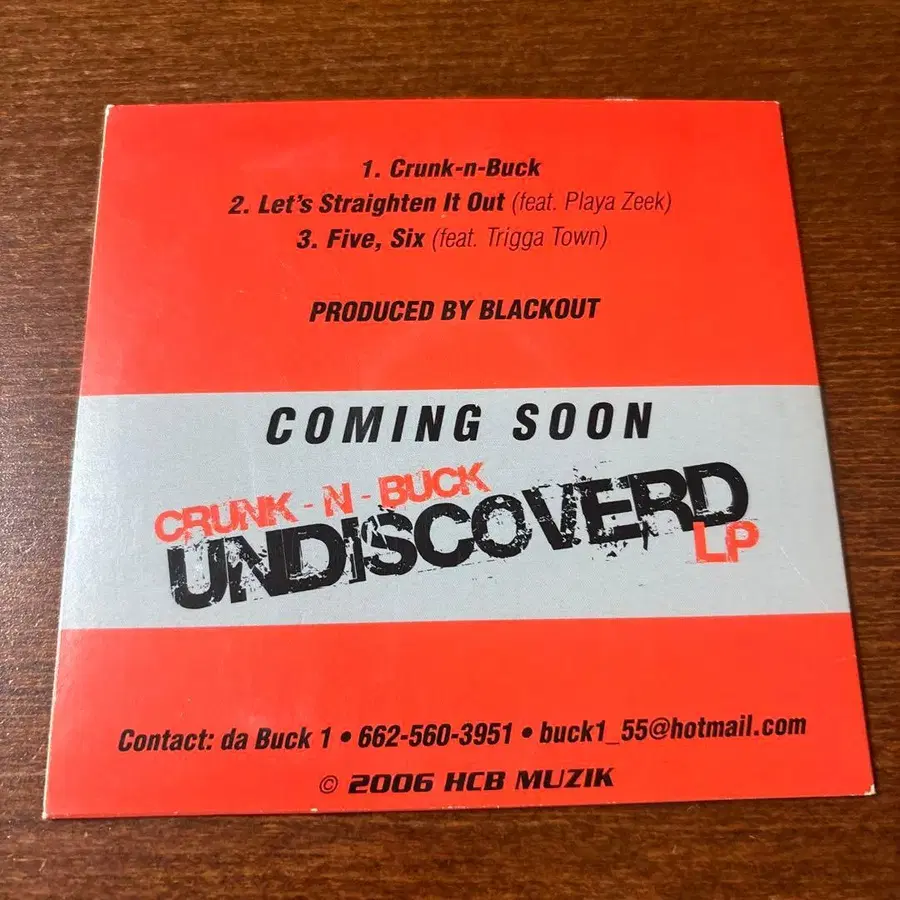 1. Crunk-n-Buck
2. Let's Straighten It Out (feat. Playa Zeek)
3. Five, Six (feat. Trigga Town)
PRODUCED BY BLACKOUT
COMING SOON
CRUNK - N - BUCK
UNDISCOVERD
LP
Contact: da Buck 1 • 662-560-3951 • buck1_55@hotmail.com
© 2006 HCB MUZIK